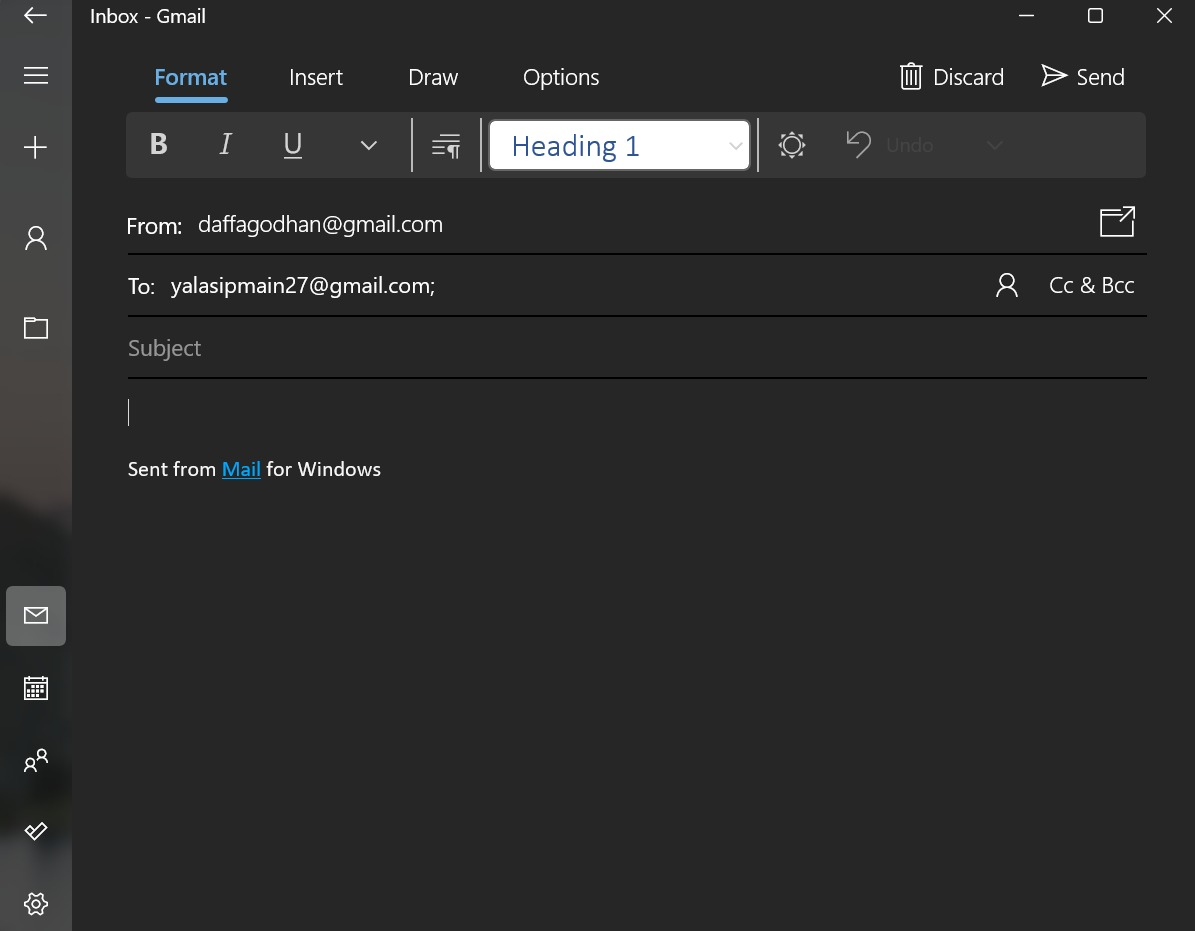 Inbox - Gmail
Format Insert Draw Options Discard Send
B I U Heading 1 Undo
From: daffagodhan@gmail.com
To: yalasipmain27@gmail.com; Cc & Bcc
Subject
Sent from Mail for Windows